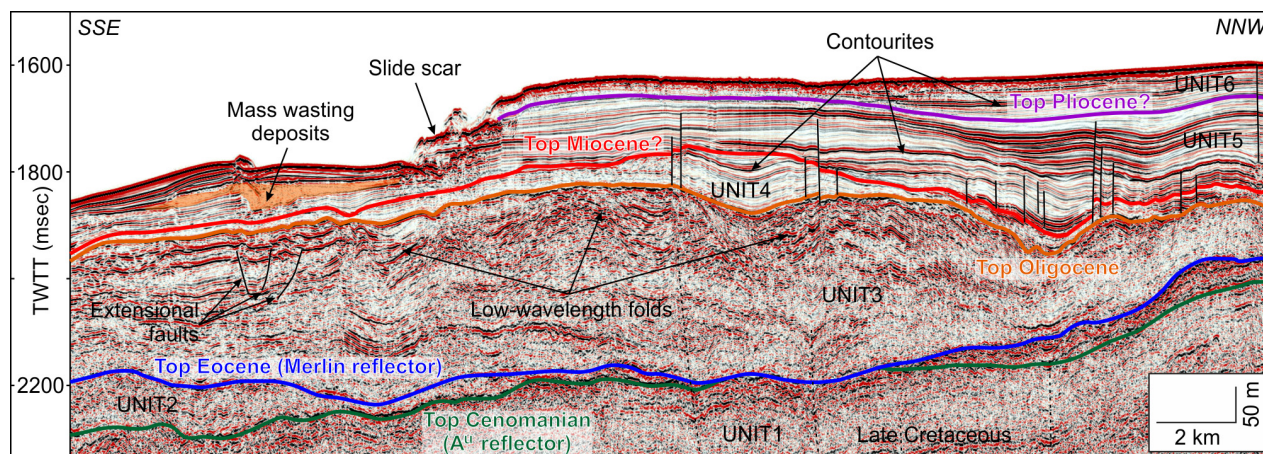 SSE
NNW
1600
Contourites
Slide scar
UNIT6
Mass wasting
deposits
Top Pliocene?
Top Miocene?
UNIT5
1800
UNIT4
TWTT (msec)
Top Oligocene
Extensional
faults
Low-wavelength folds
UNIT3
Top Eocene (Merlin reflector)
2200
UNIT2
Top Cenomanian
(Aᵘ reflector)
UNIT1
Late Cretaceous
50 m
2 km